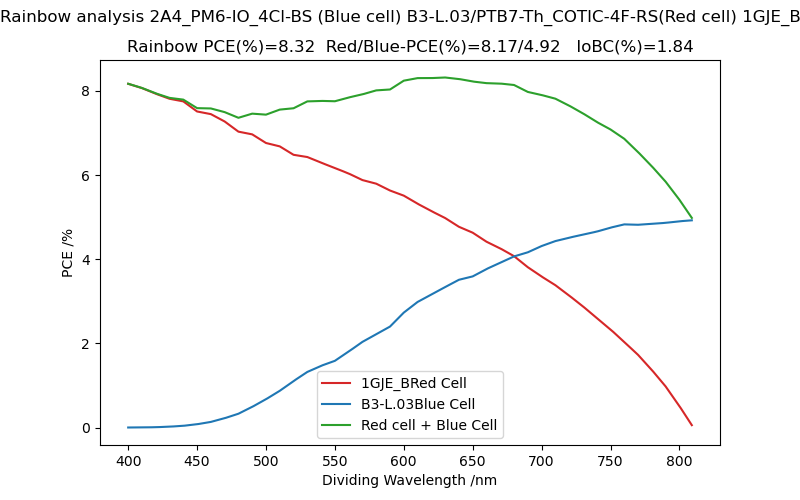 Rainbow analysis 2A4_PM6-IO_4Cl-BS (Blue cell) B3-L.03/PTB7-Th_COTIC-4F-RS(Red cell) 1GJE_B
Rainbow PCE(%)=8.32  Red/Blue-PCE(%)=8.17/4.92   IoBC(%)=1.84
8
6
4
2
0
PCE /%
1GJE_BRed Cell
B3-L.03Blue Cell
Red cell + Blue Cell
400 450 500 550 600 650 700 750 800
Dividing Wavelength /nm